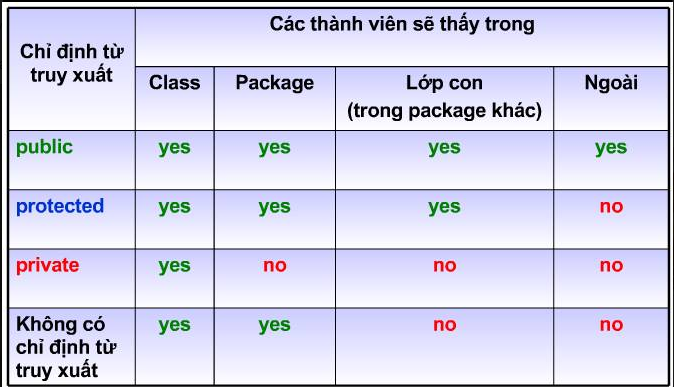 Chỉ định từ
truy xuất
Các thành viên sẽ thấy trong
Class Package Lớp con Ngoài
(trong package khác)
public yes yes yes yes
protected yes yes yes no
private yes no no no
Không có yes yes no no
chỉ định từ
truy xuất